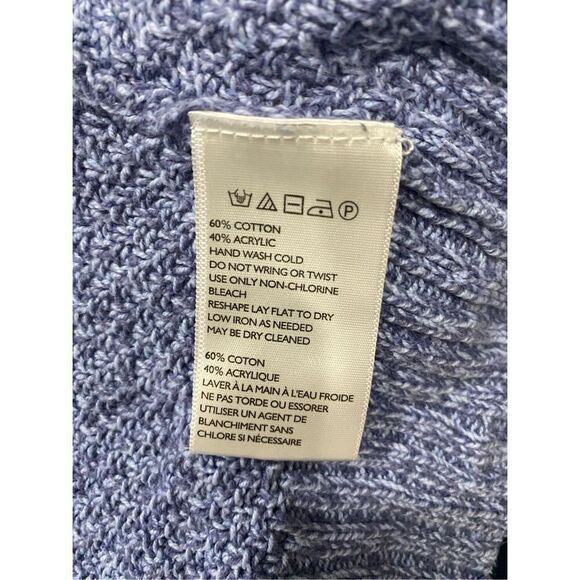 P
60% COTTON
40% ACRYLIC
HAND WASH COLD
DO NOT WRING OR TWIST
USE ONLY NON-CHLORINE
BLEACH
RESHAPE LAY FLAT TO DRY
LOW IRON AS NEEDED
MAY BE DRY CLEANED
60% COTON
40% ACRYLIQUE
LAVER À LA MAIN À L'EAU FROIDE
NE PAS TORDE OU ESSORER
UTILISER UN AGENT DE
BLANCHIMENT SANS
CHLORE SI NÉCESSAIRE